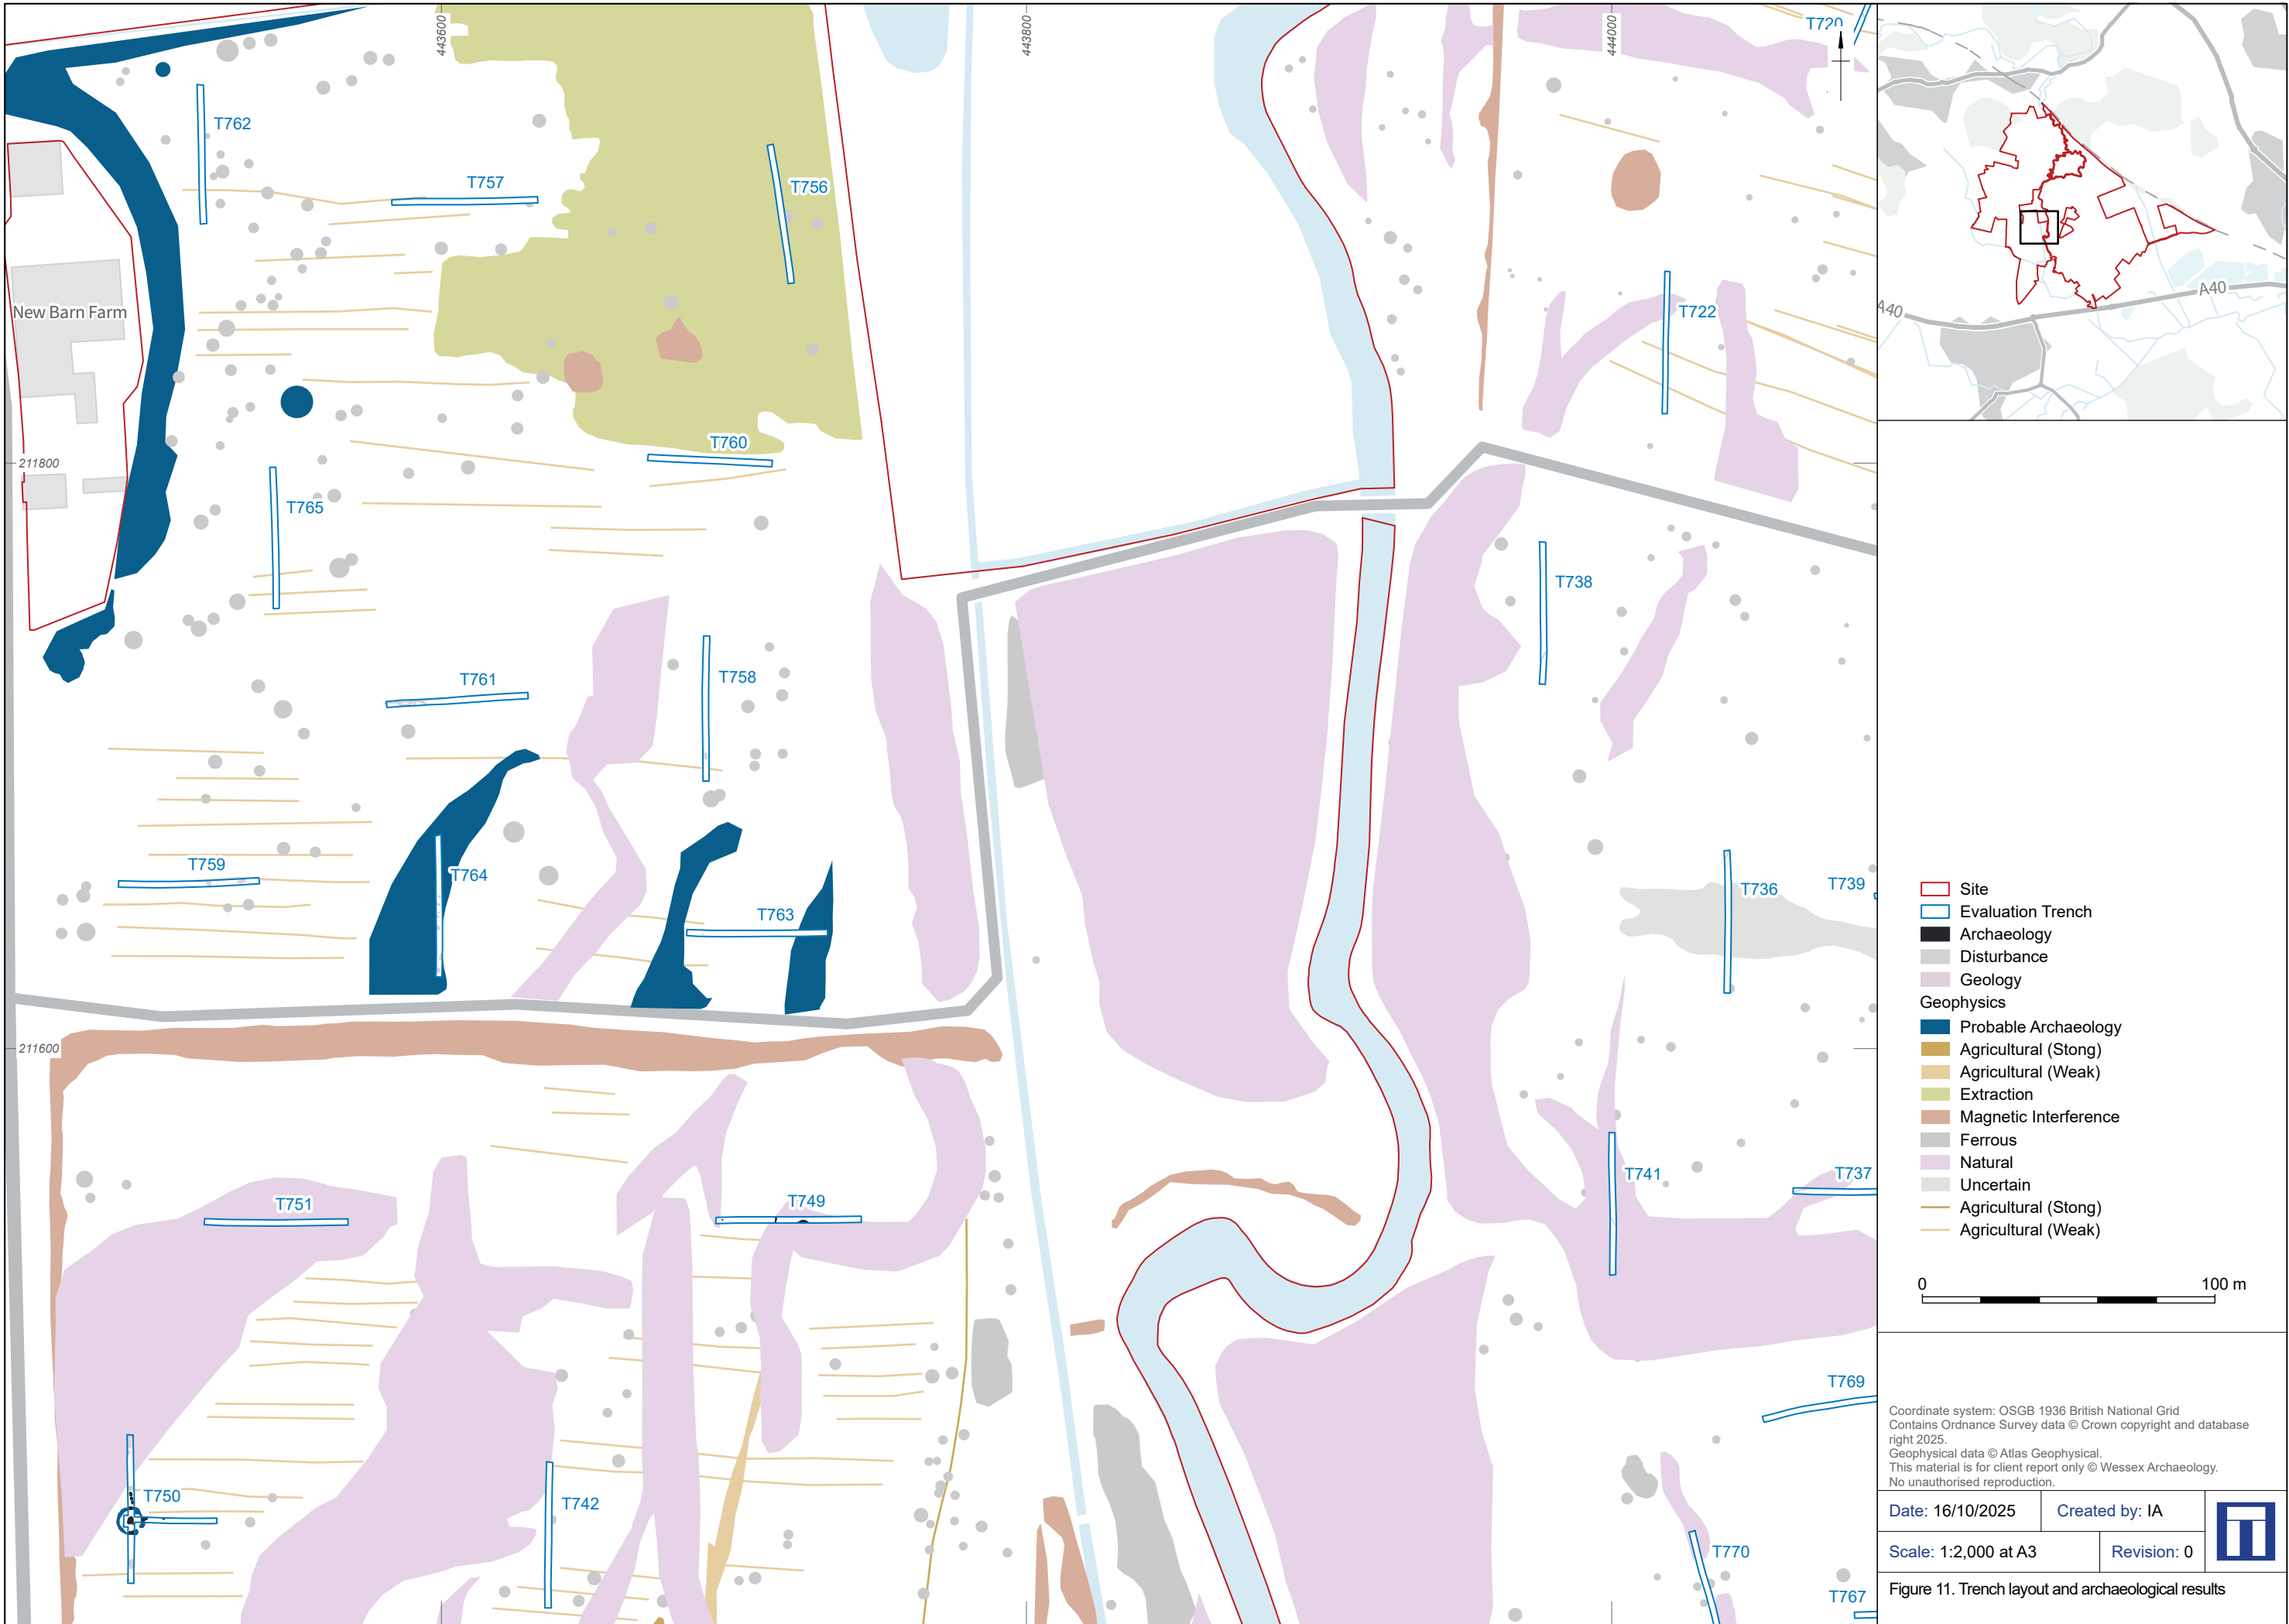 443600
443800
444000
T720
T762
T757
T756
New Barn Farm
T722
211800
T760
T765
T738
T761
T758
T759
T764
T763
T736
T739
211600
T751
T749
T741
T737
T769
T750
T742
T770
T767
A40
A40
Site
Evaluation Trench
Archaeology
Disturbance
Geology
Geophysics
Probable Archaeology
Agricultural (Stong)
Agricultural (Weak)
Extraction
Magnetic Interference
Ferrous
Natural
Uncertain
Agricultural (Stong)
Agricultural (Weak)
0 100 m
Coordinate system: OSGB 1936 British National Grid
Contains Ordnance Survey data © Crown copyright and database
right 2025.
Geophysical data © Atlas Geophysical.
This material is for client report only © Wessex Archaeology.
No unauthorised reproduction.
Date: 16/10/2025 Created by: IA
Scale: 1:2,000 at A3 Revision: 0
Figure 11. Trench layout and archaeological results